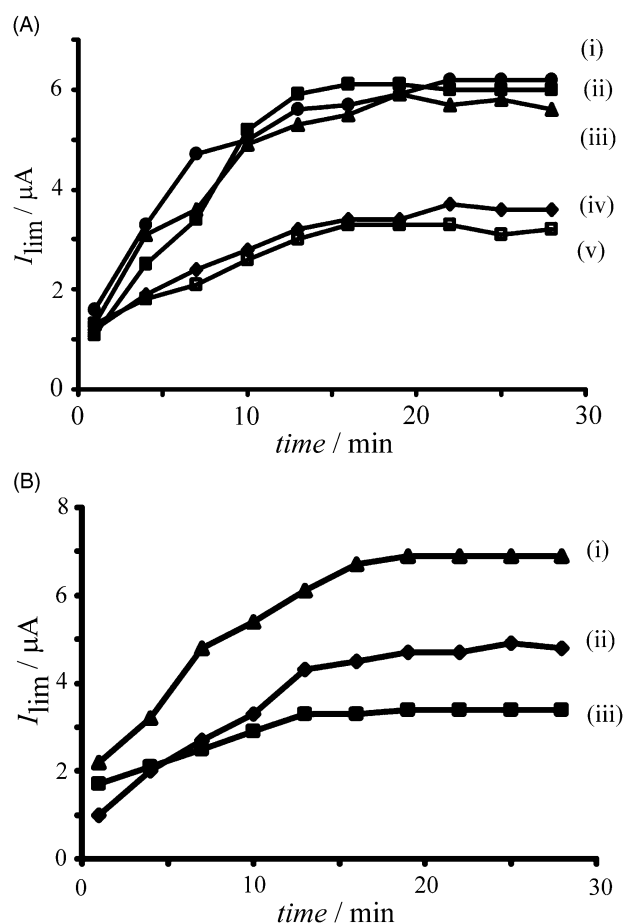 (A)
6
4
2
0
I_lim / μA
(i)
(ii)
(iii)
(iv)
(v)
0
10
20
30
time / min
(B)
8
6
4
2
0
I_lim / μA
(i)
(ii)
(iii)
0
10
20
30
time / min